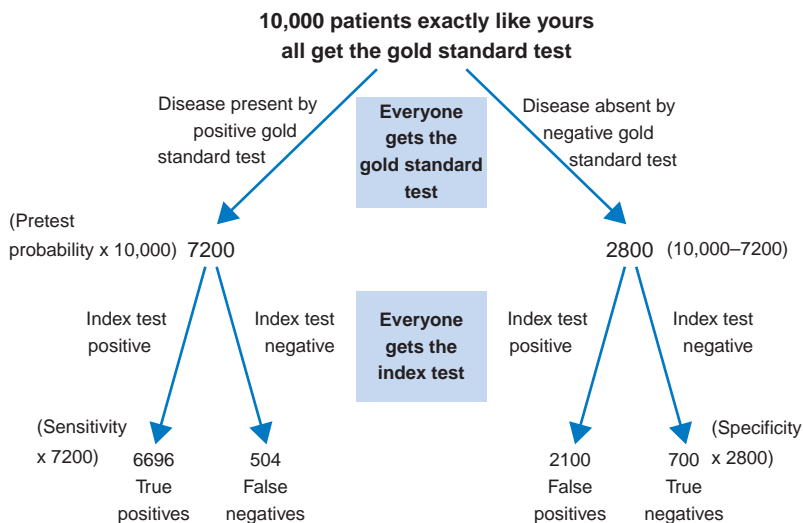 10,000 patients exactly like yours
all get the gold standard test
Disease present by
positive gold
standard test
Everyone
gets the
gold standard
test
Disease absent by
negative gold
standard test
(Pretest
probability x 10,000) 7200
2800 (10,000–7200)
Index test
positive
Index test
negative
Everyone
gets the
index test
Index test
positive
Index test
negative
(Sensitivity
x 7200)
6696
True
positives
504
False
negatives
2100
False
positives
700
True
negatives
(Specificity
x 2800)